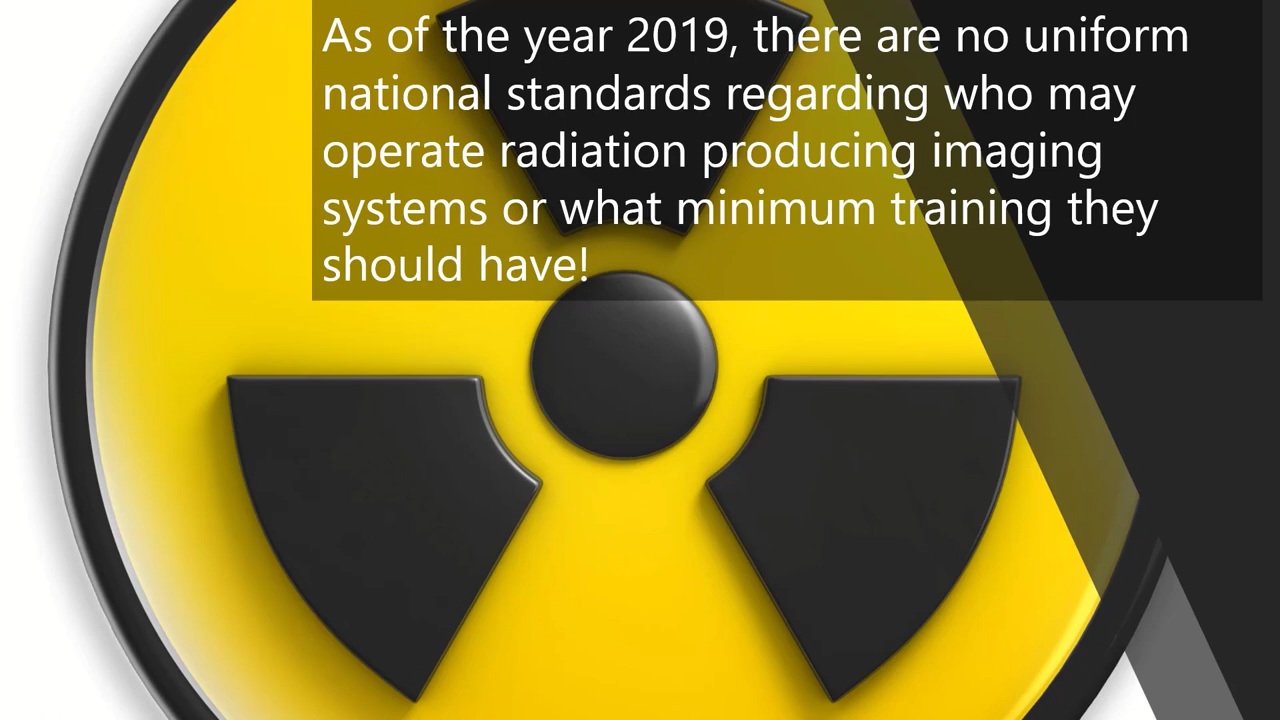 As of the year 2019, there are no uniform
national standards regarding who may
operate radiation producing imaging
systems or what minimum training they
should have!